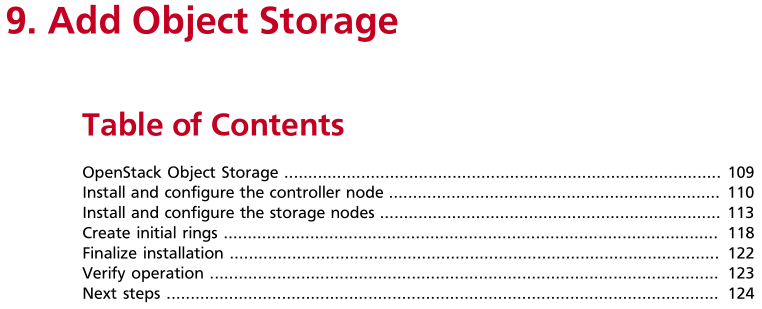 9. Add Object Storage
Table of Contents
OpenStack Object Storage ........................................................................................... 109
Install and configure the controller node ..................................................................... 110
Install and configure the storage nodes ....................................................................... 113
Create initial rings ....................................................................................................... 118
Finalize installation ...................................................................................................... 122
Verify operation .......................................................................................................... 123
Next steps ................................................................................................................... 124